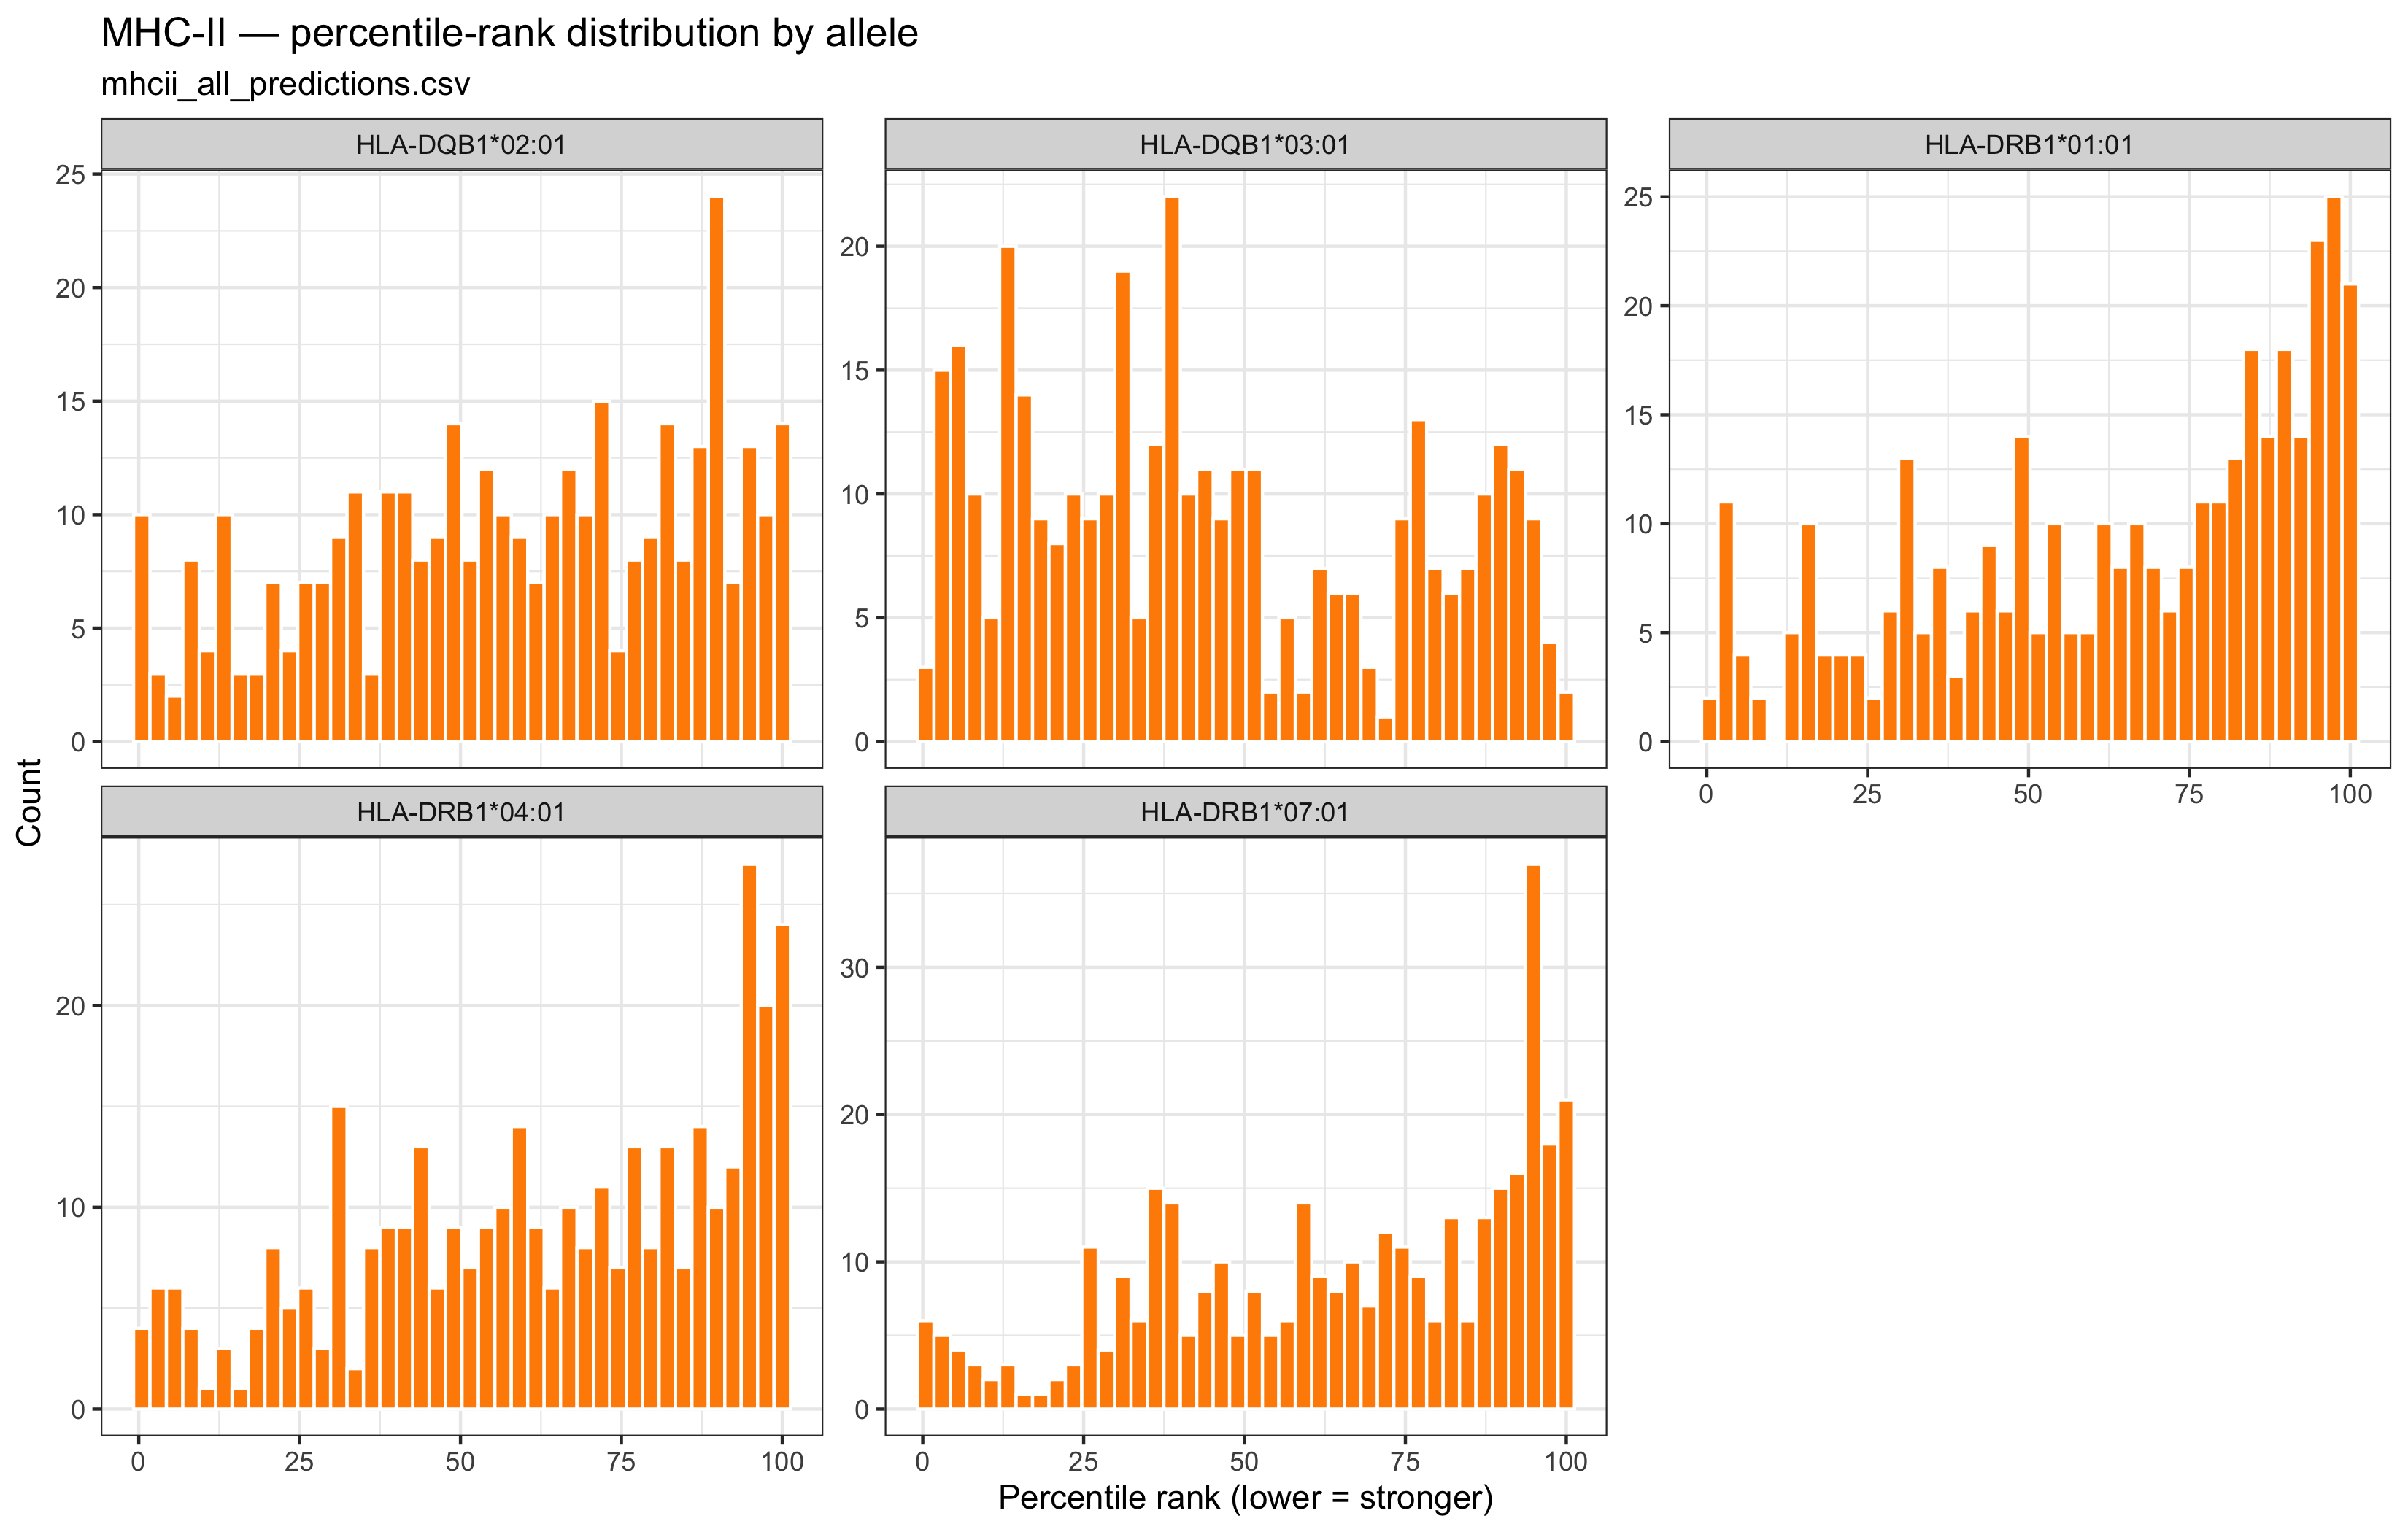 MHC-II — percentile-rank distribution by allele
mhcii_all_predictions.csv
HLA-DQB1*02:01
HLA-DQB1*03:01
HLA-DRB1*01:01
25
20
15
10
5
0
20
15
10
5
0
25
20
15
10
5
0
0 25 50 75 100
Count
HLA-DRB1*04:01
HLA-DRB1*07:01
20
10
0
30
20
10
0
0 25 50 75 100
0 25 50 75 100
Percentile rank (lower = stronger)